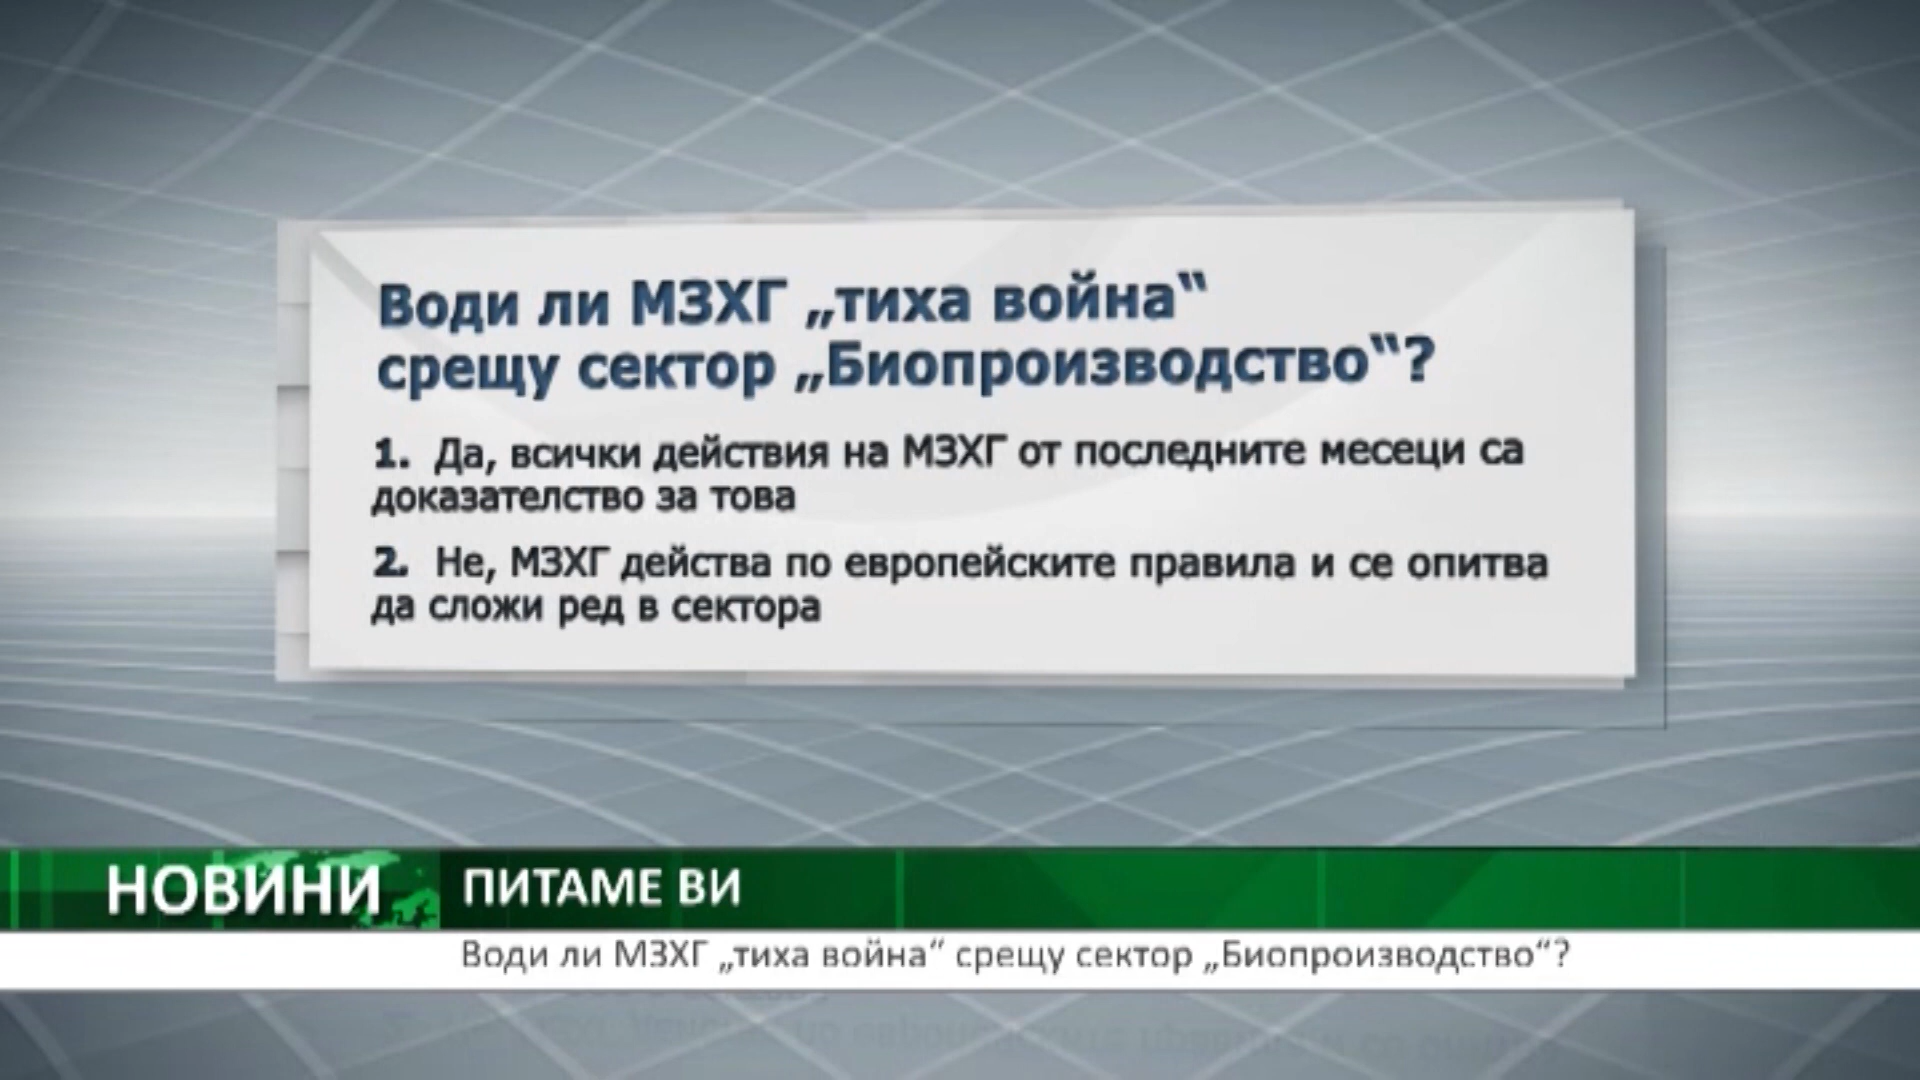 Води ли МЗХГ „тиха война“
срещу сектор „Биопроизводство“?
1. Да, всички действия на МЗХГ от последните месеци са
доказателство за това
2. Не, МЗХГ действа по европейските правила и се опитва
да сложи ред в сектора
НОВИНИ ПИТАМЕ ВИ
Води ли МЗХГ „тиха война“ срещу сектор „Биопроизводство“?